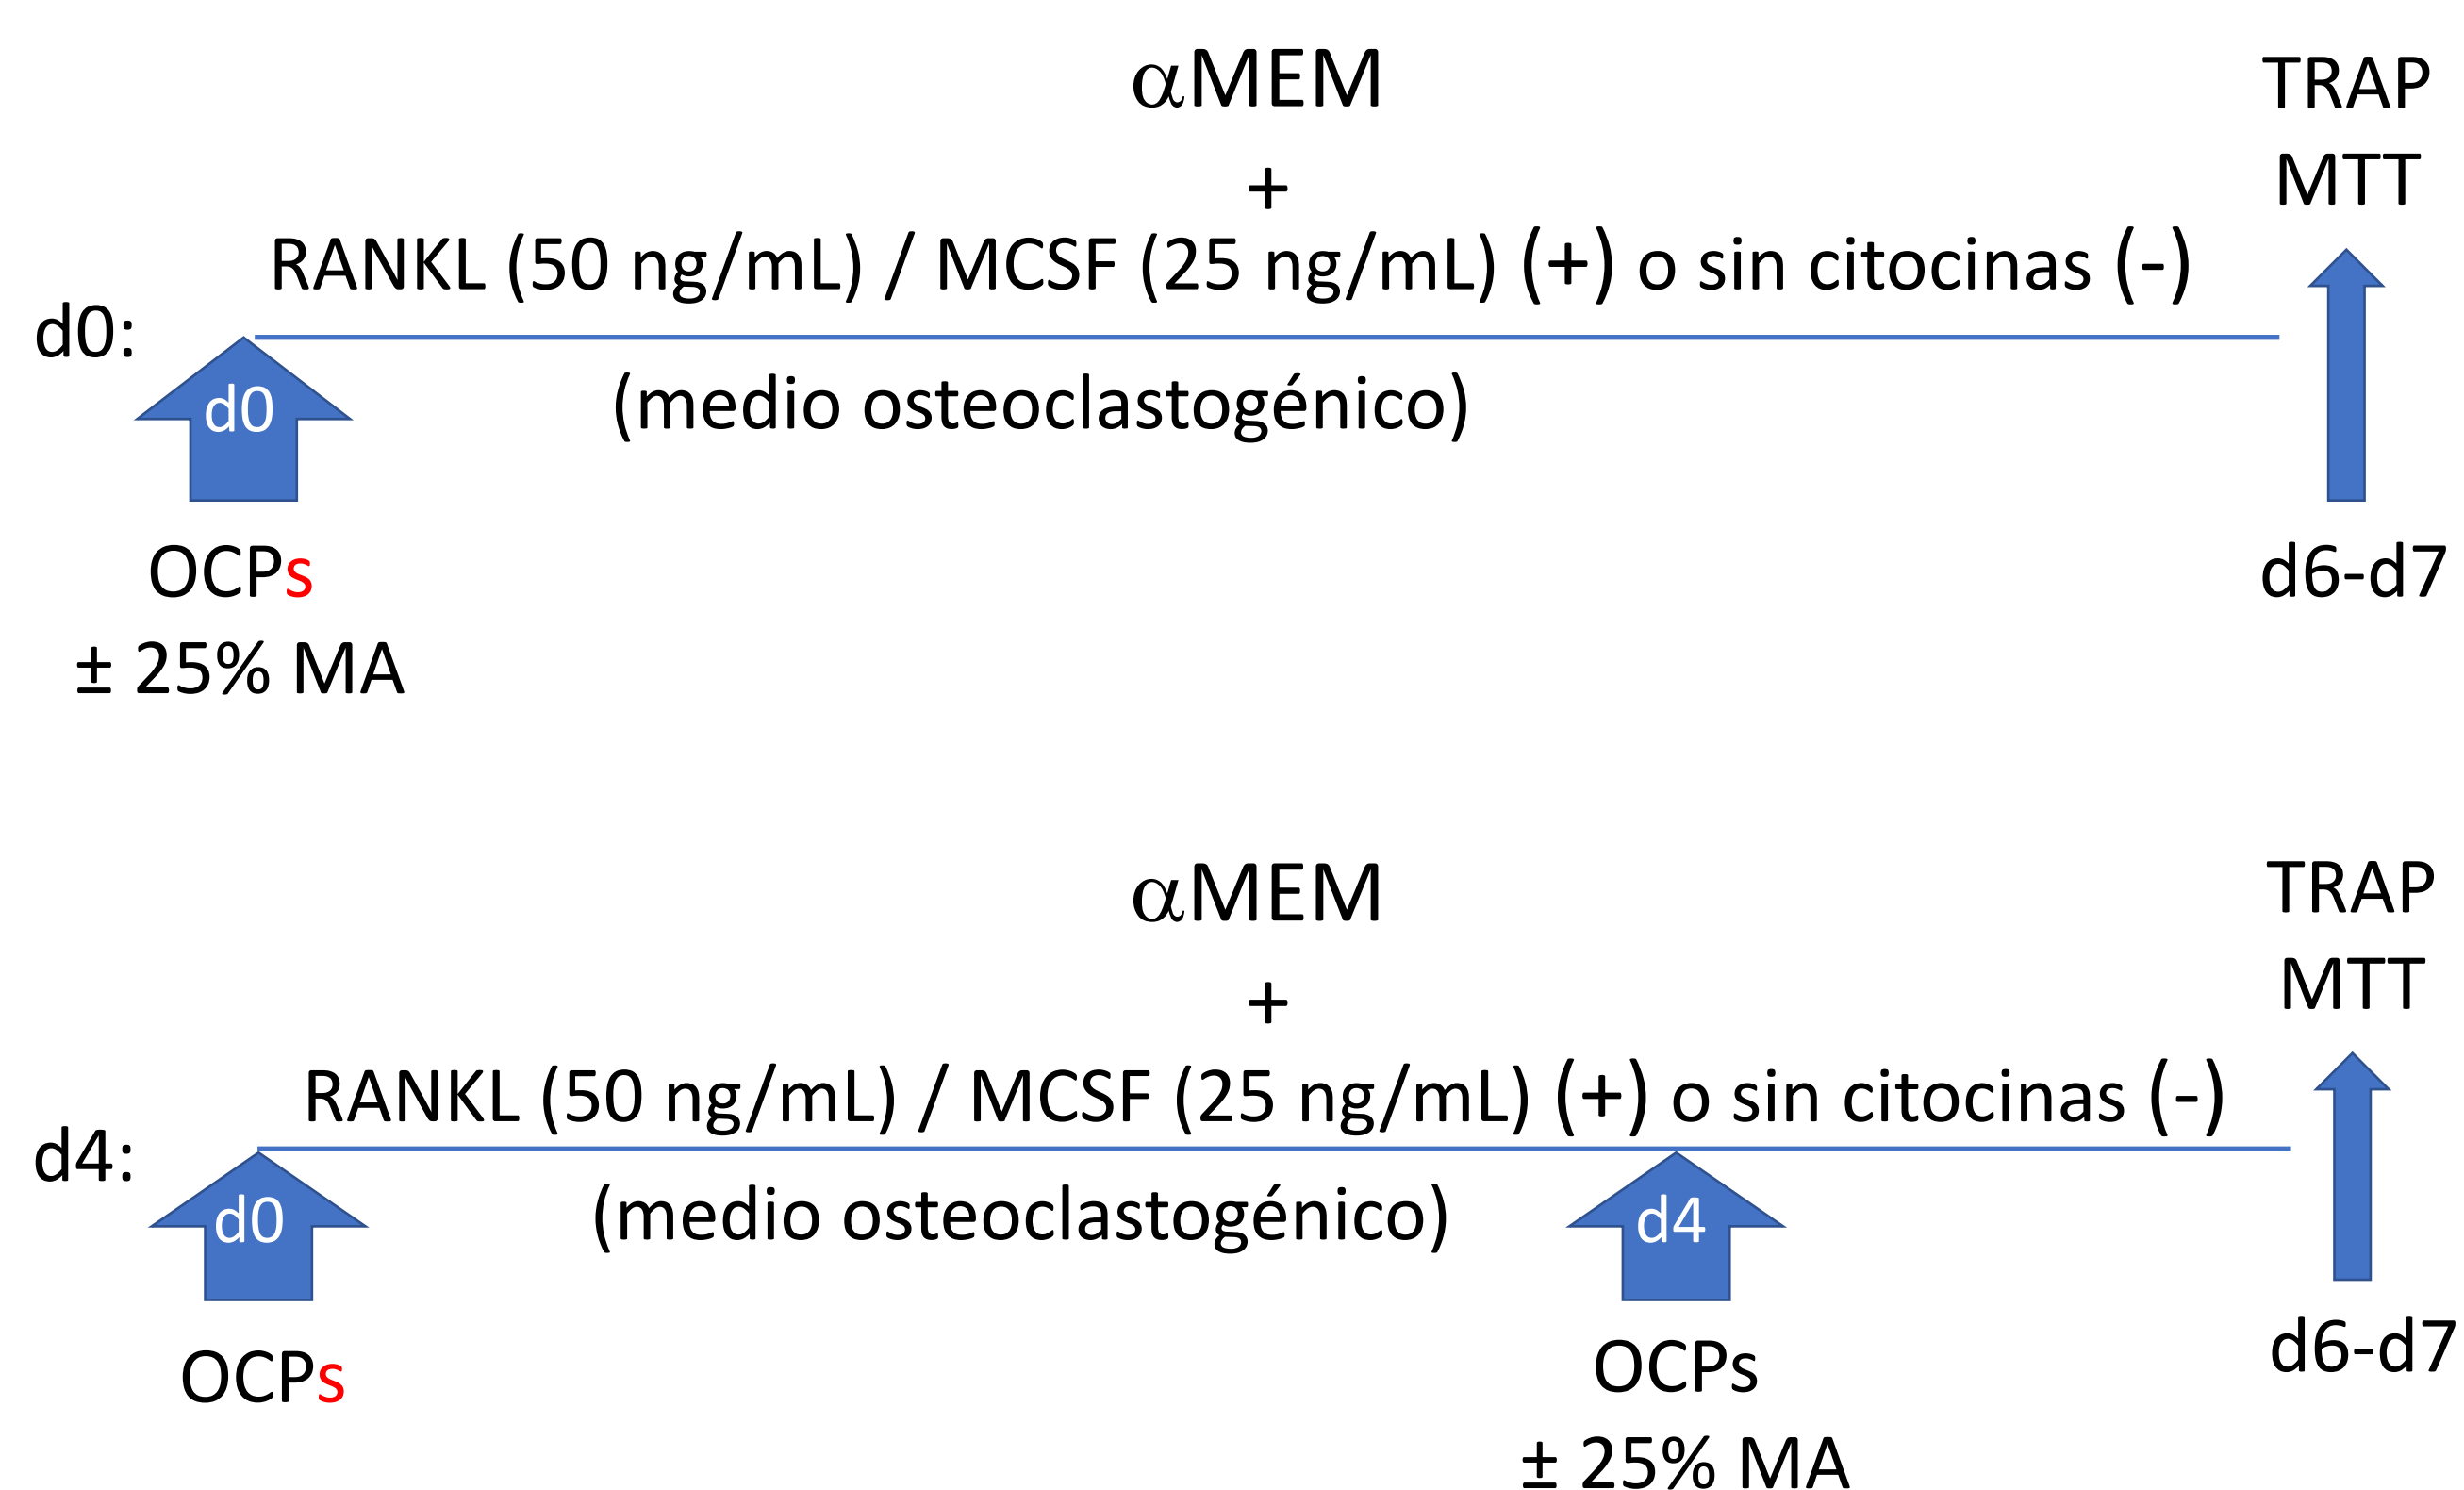 αMEM
+
RANKL (50 ng/mL) / MCSF (25 ng/mL) (+) o sin citocinas (-)
TRAP
MTT
d0:
d0
(medio osteoclastogénico)
OCPs
± 25% MA
d6-d7
αMEM
+
RANKL (50 ng/mL) / MCSF (25 ng/mL) (+) o sin citocinas (-)
TRAP
MTT
d4:
d0
(medio osteoclastogénico)
d4
OCPs
OCPs
± 25% MA
d6-d7